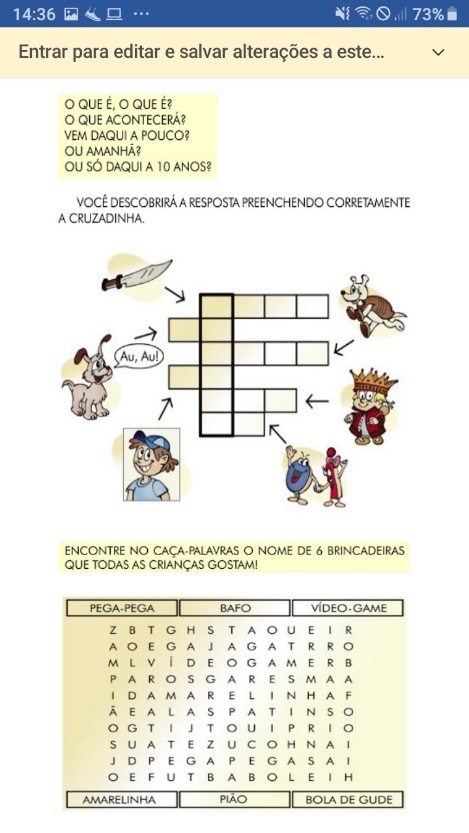 14:36
73%
Entrar para editar e salvar alterações a este...
O QUE É, O QUE É?
O QUE ACONTECERÁ?
VEM DAQUI A POUCO?
OU AMANHÃ?
OU SÓ DAQUI A 10 ANOS?
VOCÊ DESCOBRIRÁ A RESPOSTA PREENCHENDO CORRETAMENTE
A CRUZADINHA.
Au, Au!
ENCONTRE NO CAÇA-PALAVRAS O NOME DE 6 BRINCADEIRAS
QUE TODAS AS CRIANÇAS GOSTAM!
PEGA-PEGA BAFO VÍDEO-GAME
Z B T G H S T A O U E I R
A O E G A J A G A T R R O
M L V Í D E O G A M E R B
P A R O S G A R E S M A A
I D A M A R E L I N H A F
Ã E A L A S P A T I N S O
O G T I J T O U I P R I O
S U A T E Z U C O H N A I
J D P E G A P E G A S A I
O E F U T B A B O L E I H
AMARELINHA PIÃO BOLA DE GUDE